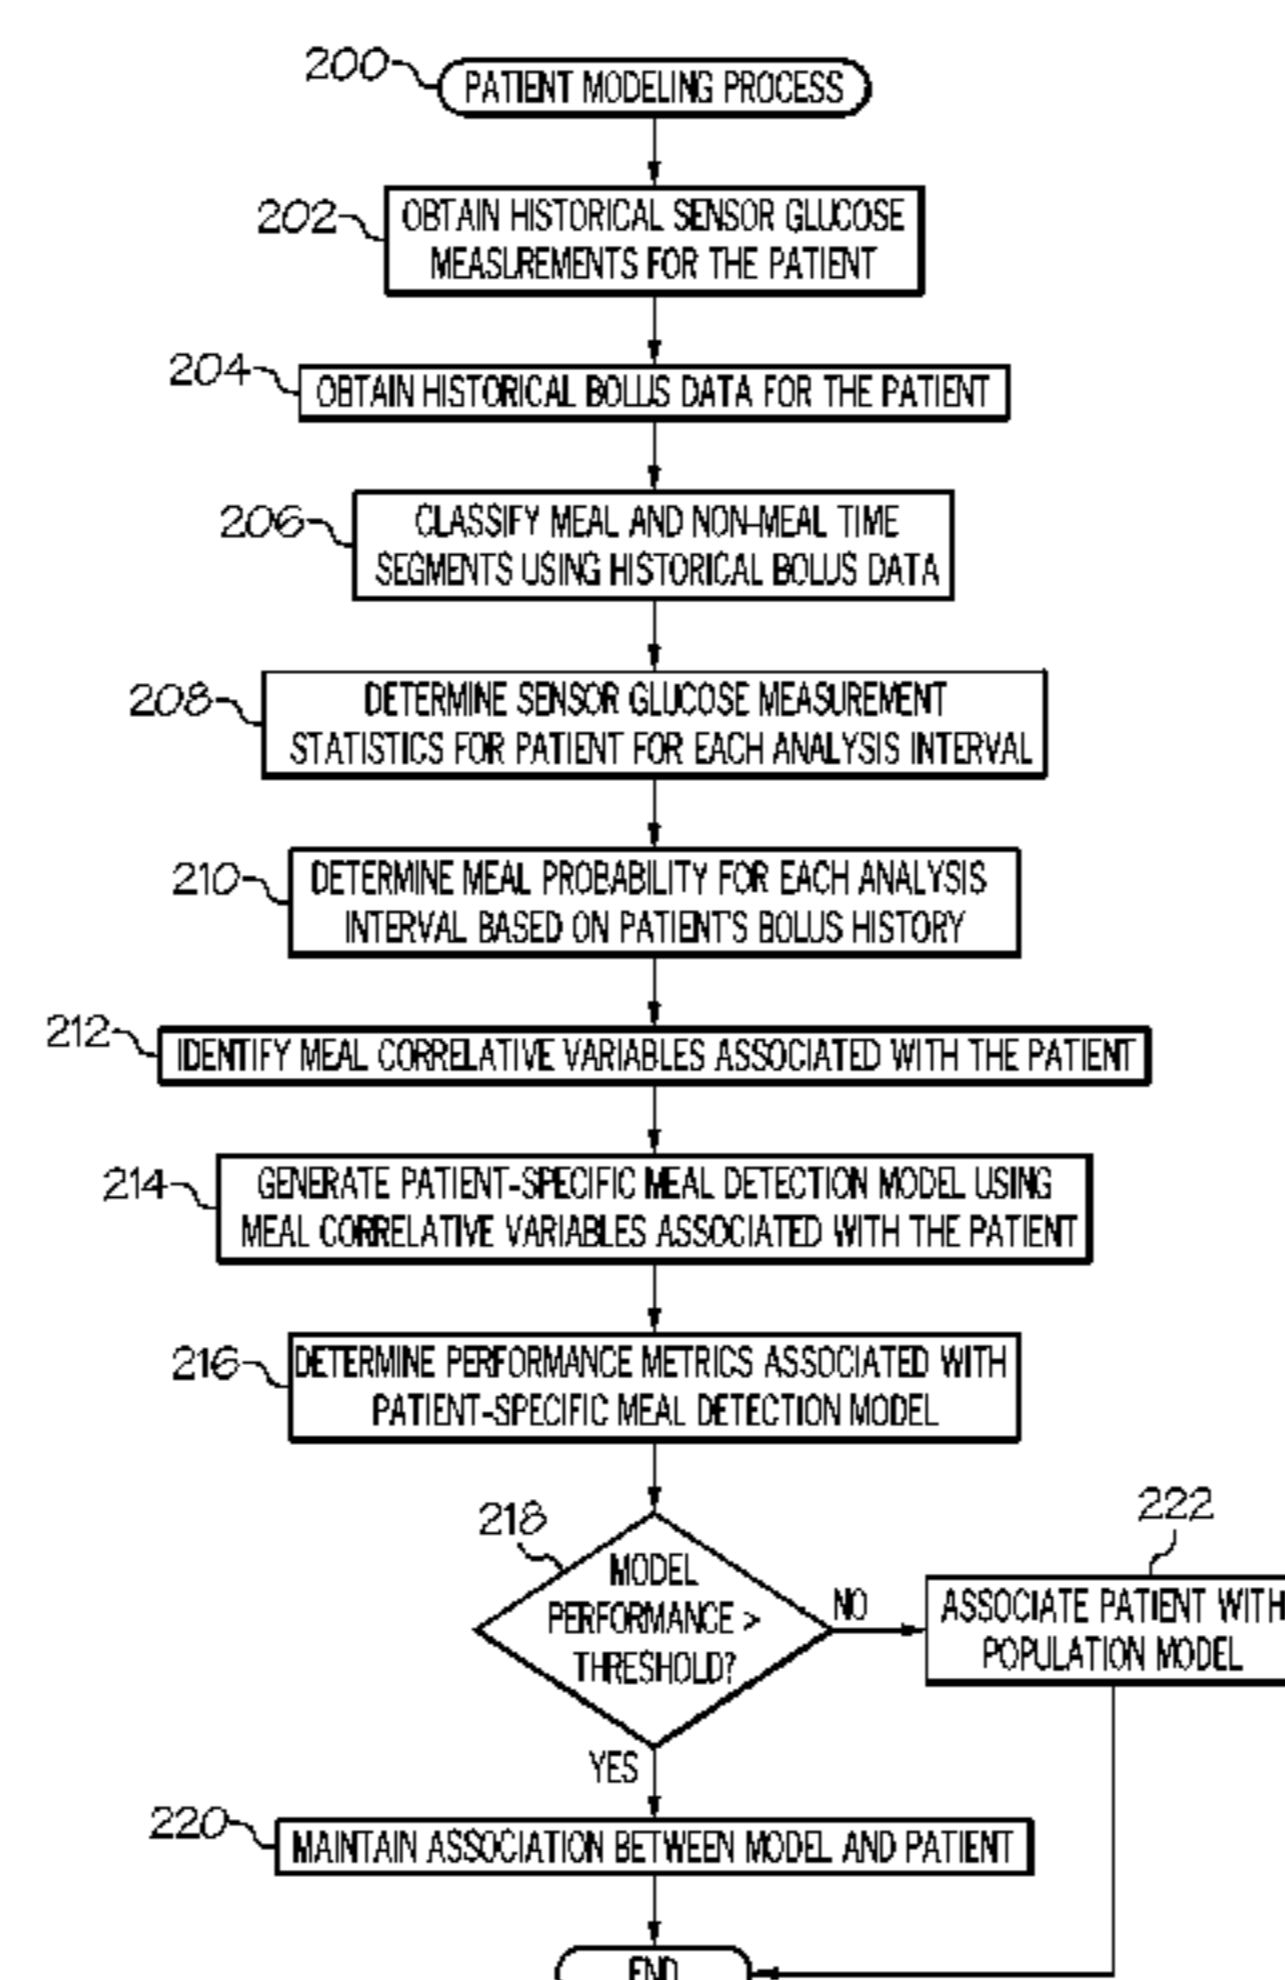 200
PATIENT MODELING PROCESS
202
OBTAIN HISTORICAL SENSOR GLUCOSE
MEASUREMENTS FOR THE PATIENT
204
OBTAIN HISTORICAL BOLUS DATA FOR THE PATIENT
206
CLASSIFY MEAL AND NON-MEAL TIME
SEGMENTS USING HISTORICAL BOLUS DATA
208
DETERMINE SENSOR GLUCOSE MEASUREMENT
STATISTICS FOR PATIENT FOR EACH ANALYSIS INTERVAL
210
DETERMINE MEAL PROBABILITY FOR EACH ANALYSIS
INTERVAL BASED ON PATIENT'S BOLUS HISTORY
212
IDENTIFY MEAL CORRELATIVE VARIABLES ASSOCIATED WITH THE PATIENT
214
GENERATE PATIENT-SPECIFIC MEAL DETECTION MODEL USING
MEAL CORRELATIVE VARIABLES ASSOCIATED WITH THE PATIENT
216
DETERMINE PERFORMANCE METRICS ASSOCIATED WITH
PATIENT-SPECIFIC MEAL DETECTION MODEL
218
MODEL
PERFORMANCE >
THRESHOLD?
NO
222
ASSOCIATE PATIENT WITH
POPULATION MODEL
YES
220
MAINTAIN ASSOCIATION BETWEEN MODEL AND PATIENT
END